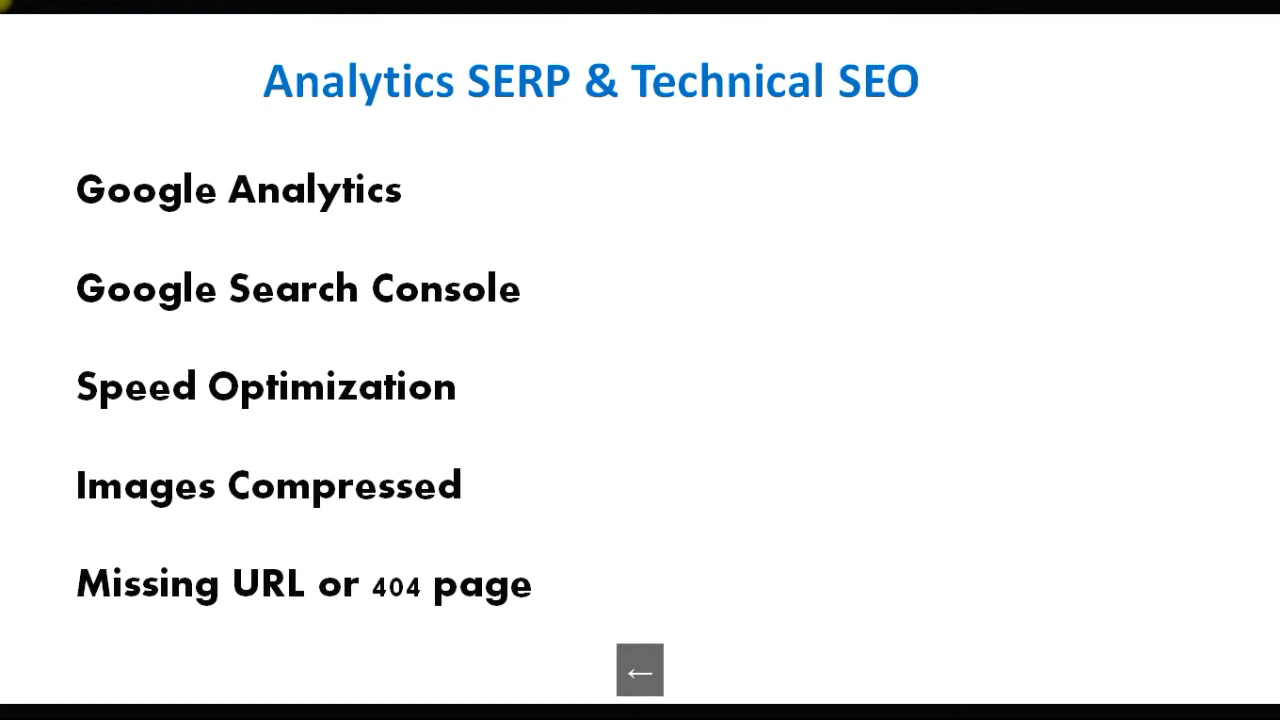 Analytics SERP & Technical SEO
Google Analytics
Google Search Console
Speed Optimization
Images Compressed
Missing URL or 404 page